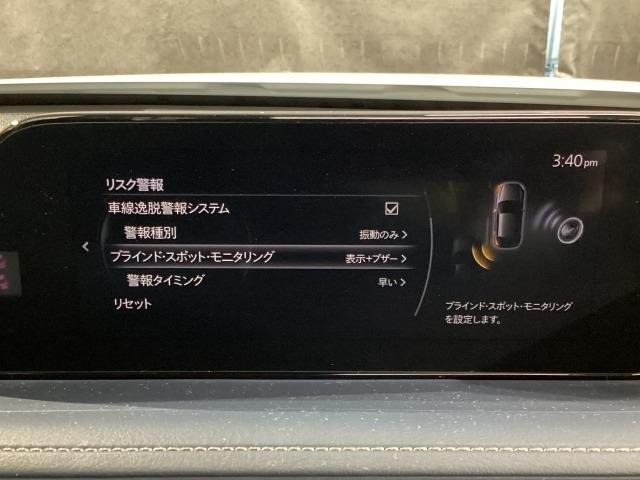 3:40pm
リスク警報
車線逸脱警報システム
警報種別 振動のみ
ブラインド・スポット・モニタリング 表示+ブザー
警報タイミング 早い
リセット
ブラインド・スポット・モニタリング
を設定します。